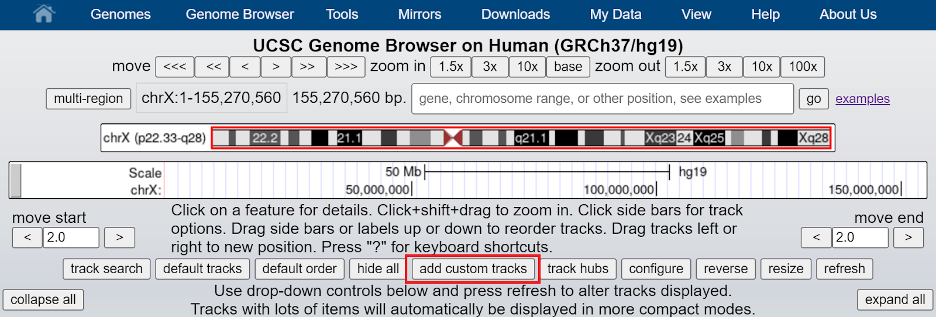 Genomes Genome Browser Tools Mirrors Downloads My Data View Help About Us
UCSC Genome Browser on Human (GRCh37/hg19)
move <<< << < > >> >>> zoom in 1.5x 3x 10x base zoom out 1.5x 3x 10x 100x
multi-region chrX:1-155,270,560 155,270,560 bp. gene, chromosome range, or other position, see examples go examples
chrX (p22.33-q28) 22.2 21.1 q21.1 Xq23 24 Xq25 Xq28
Scale 50 Mb hg19
chrX: 50,000,000 100,000,000 150,000,000
move start Click on a feature for details. Click+shift+drag to zoom in. Click side bars for track move end
< 2.0 > options. Drag side bars or labels up or down to reorder tracks. Drag tracks left or < 2.0 >
right to new position. Press "?" for keyboard shortcuts.
track search default tracks default order hide all add custom tracks track hubs configure reverse resize refresh
collapse all Use drop-down controls below and press refresh to alter tracks displayed. expand all
Tracks with lots of items will automatically be displayed in more compact modes.